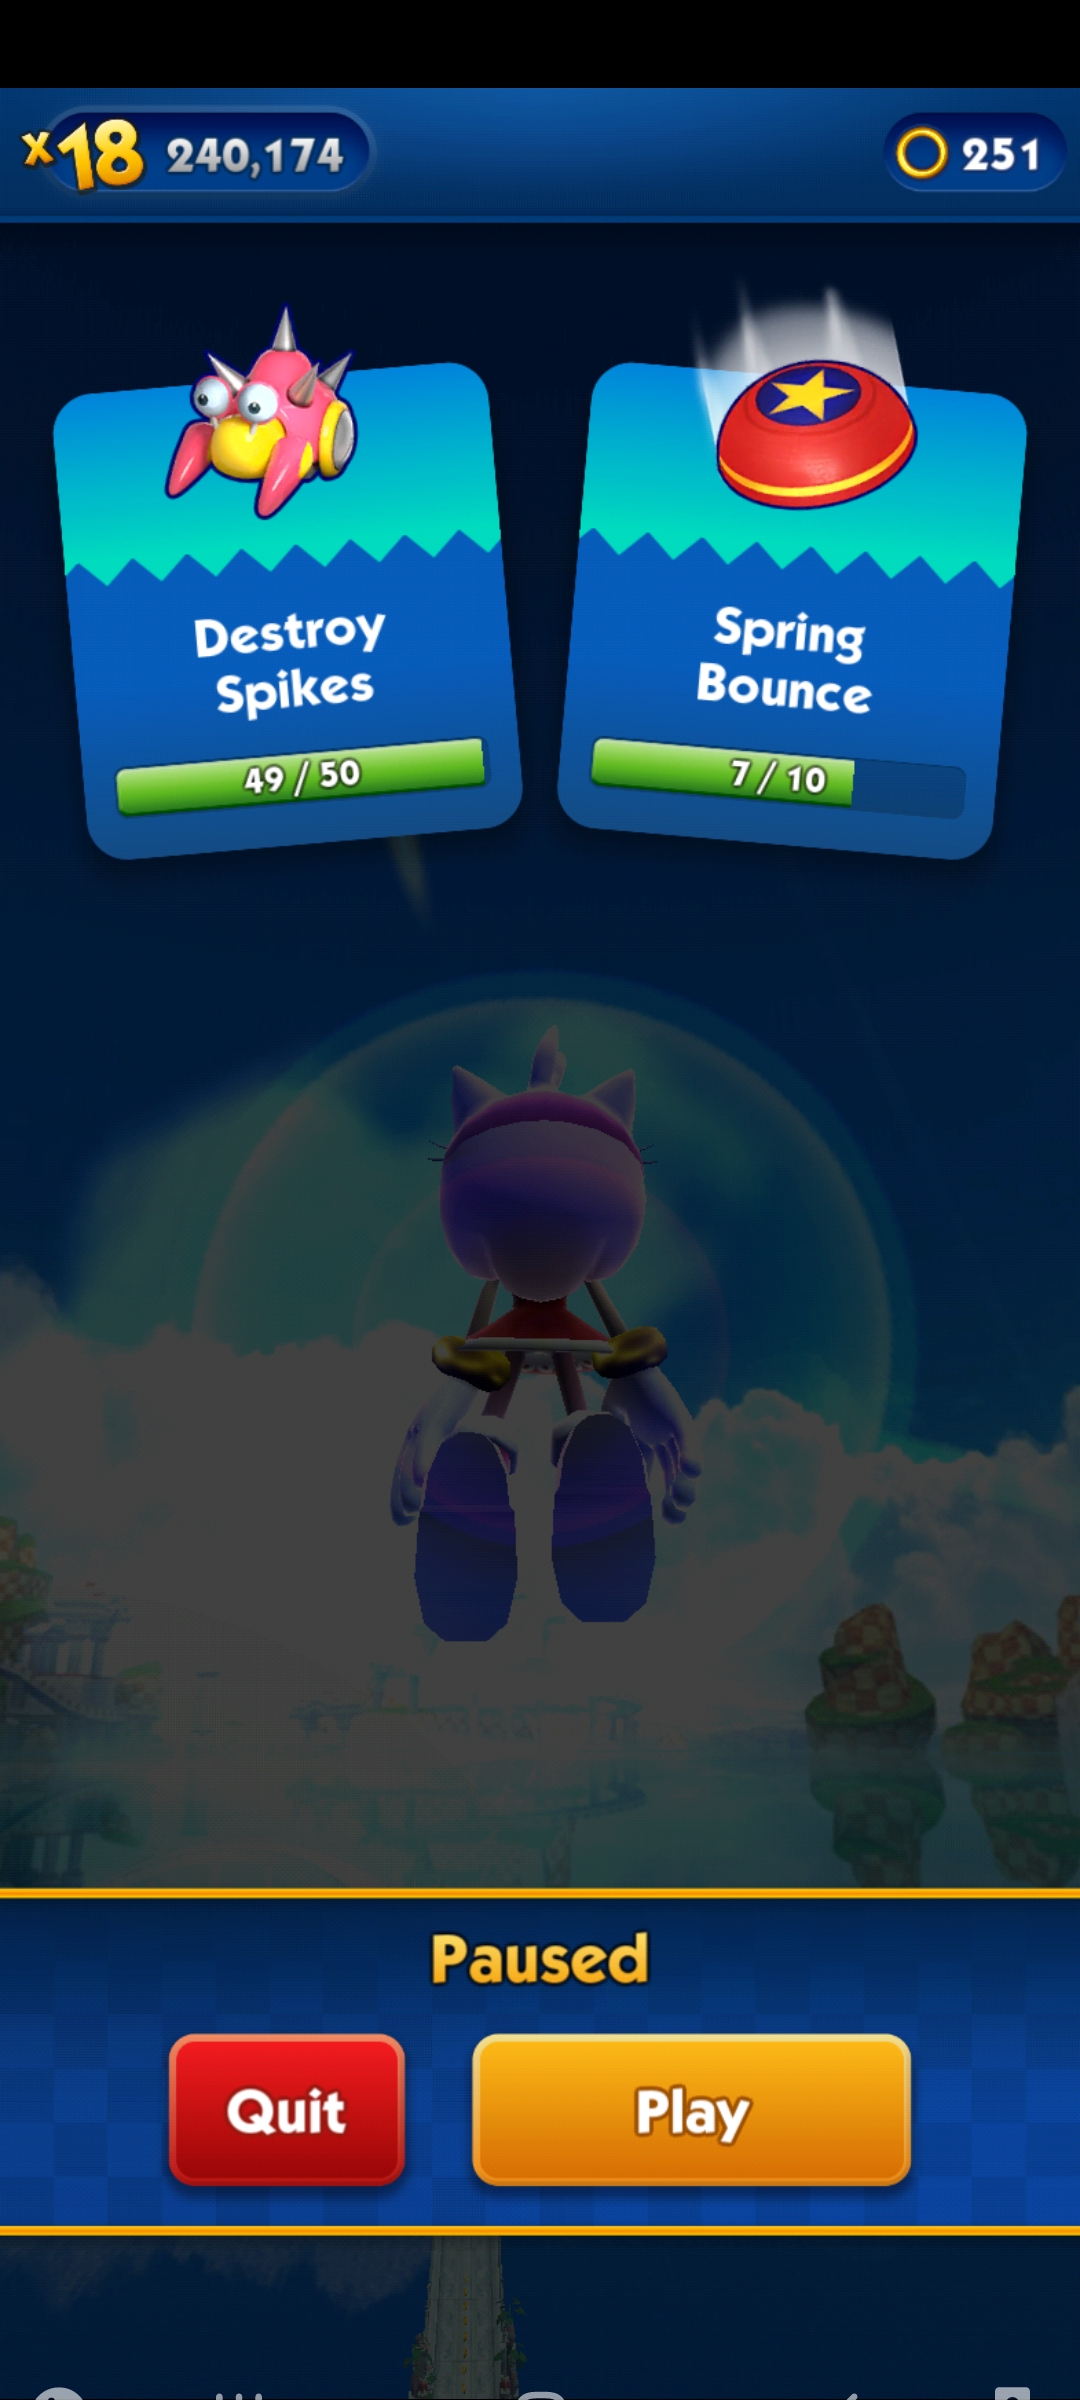 x18 240,174
251
Destroy
Spikes
49 / 50
Spring
Bounce
7 / 10
Paused
Quit
Play